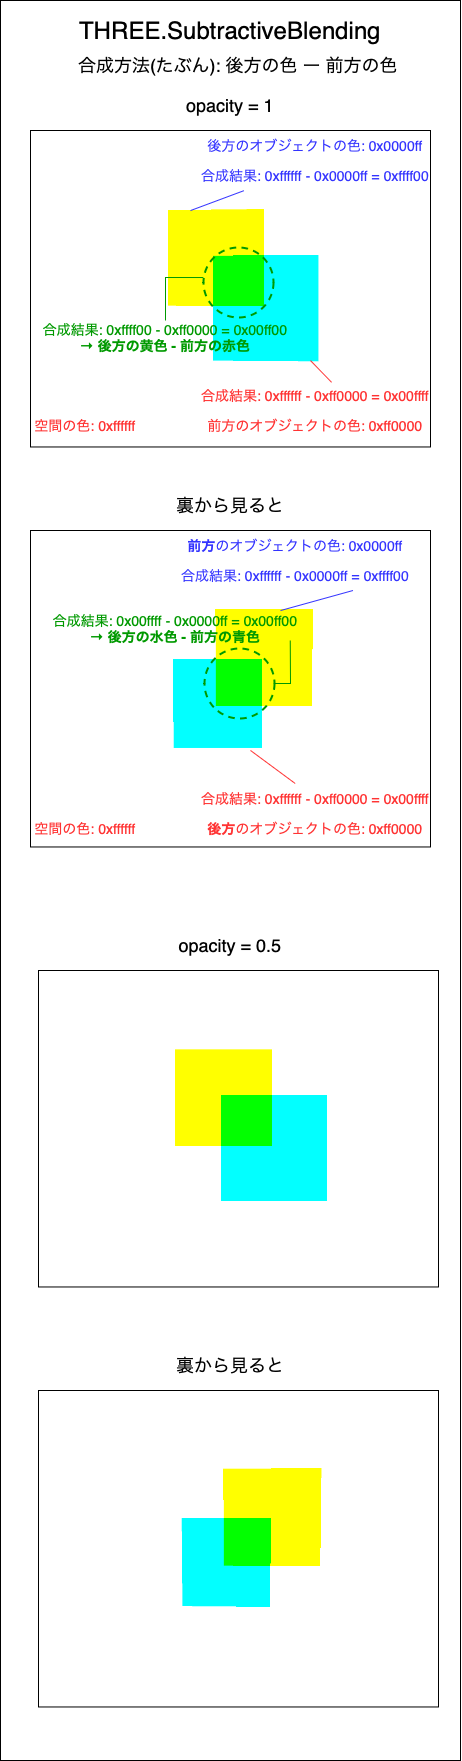 THREE.SubtractiveBlending
合成方法(たぶん): 後方の色 ー 前方の色
opacity = 1
後方のオブジェクトの色: 0x0000ff
合成結果: 0xffffff - 0x0000ff = 0xffff00
合成結果: 0xffff00 - 0xff0000 = 0x00ff00
→ 後方の黄色 - 前方の赤色
合成結果: 0xffffff - 0xff0000 = 0x00ffff
空間の色: 0xffffff
前方のオブジェクトの色: 0xff0000
裏から見ると
前方のオブジェクトの色: 0x0000ff
合成結果: 0xffffff - 0x0000ff = 0xffff00
合成結果: 0x00ffff - 0x0000ff = 0x00ff00
→ 後方の水色 - 前方の青色
合成結果: 0xffffff - 0xff0000 = 0x00ffff
空間の色: 0xffffff
後方のオブジェクトの色: 0xff0000
opacity = 0.5
裏から見ると